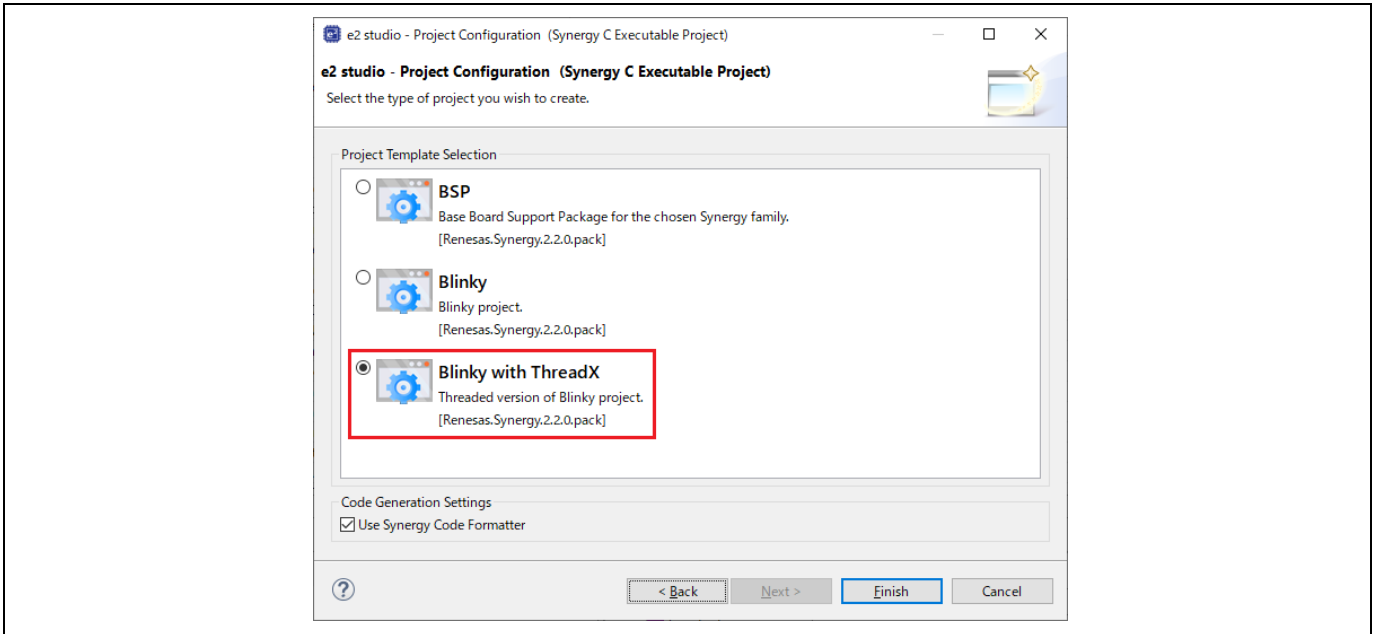 e2 studio - Project Configuration (Synergy C Executable Project)
e2 studio - Project Configuration (Synergy C Executable Project)
Select the type of project you wish to create.
Project Template Selection
BSP
Base Board Support Package for the chosen Synergy family.
[Renesas.Synergy.2.2.0.pack]
Blinky
Blinky project.
[Renesas.Synergy.2.2.0.pack]
Blinky with ThreadX
Threaded version of Blinky project.
[Renesas.Synergy.2.2.0.pack]
Code Generation Settings
Use Synergy Code Formatter
? < Back Next > Finish Cancel